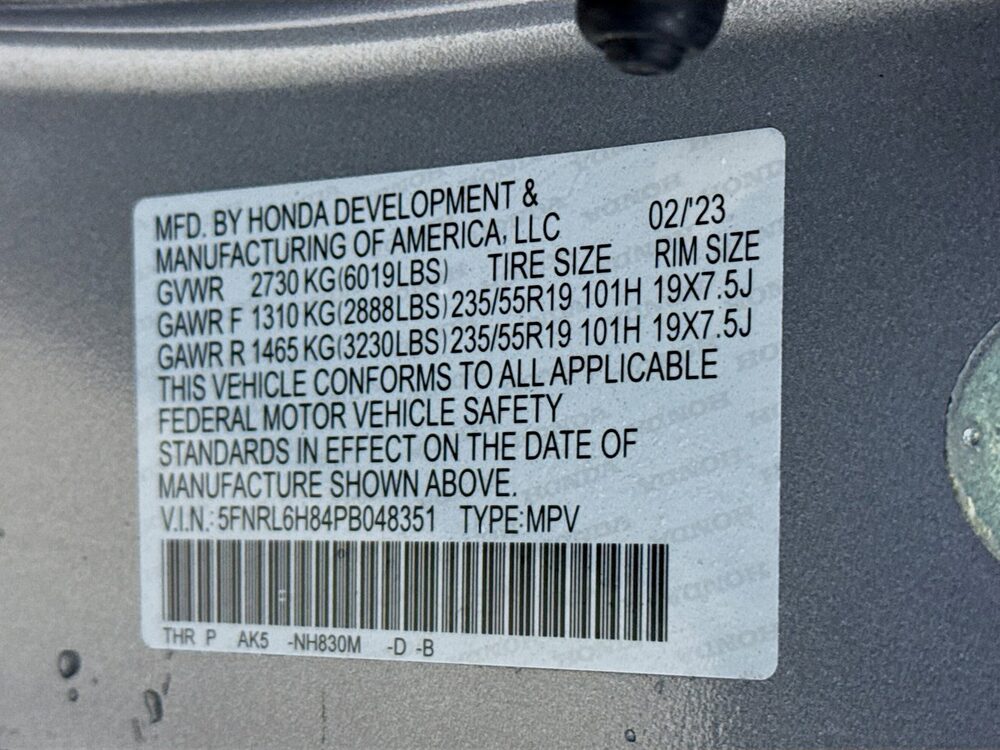 MFD. BY HONDA DEVELOPMENT &
MANUFACTURING OF AMERICA, LLC 02/'23
GVWR 2730 KG(6019LBS) TIRE SIZE RIM SIZE
GAWR F 1310 KG(2888LBS) 235/55R19 101H 19X7.5J
GAWR R 1465 KG(3230LBS) 235/55R19 101H 19X7.5J
THIS VEHICLE CONFORMS TO ALL APPLICABLE
FEDERAL MOTOR VEHICLE SAFETY
STANDARDS IN EFFECT ON THE DATE OF
MANUFACTURE SHOWN ABOVE.
V.I.N.: 5FNRL6H84PB048351 TYPE:MPV
THR P AK5 -NH830M -D -B